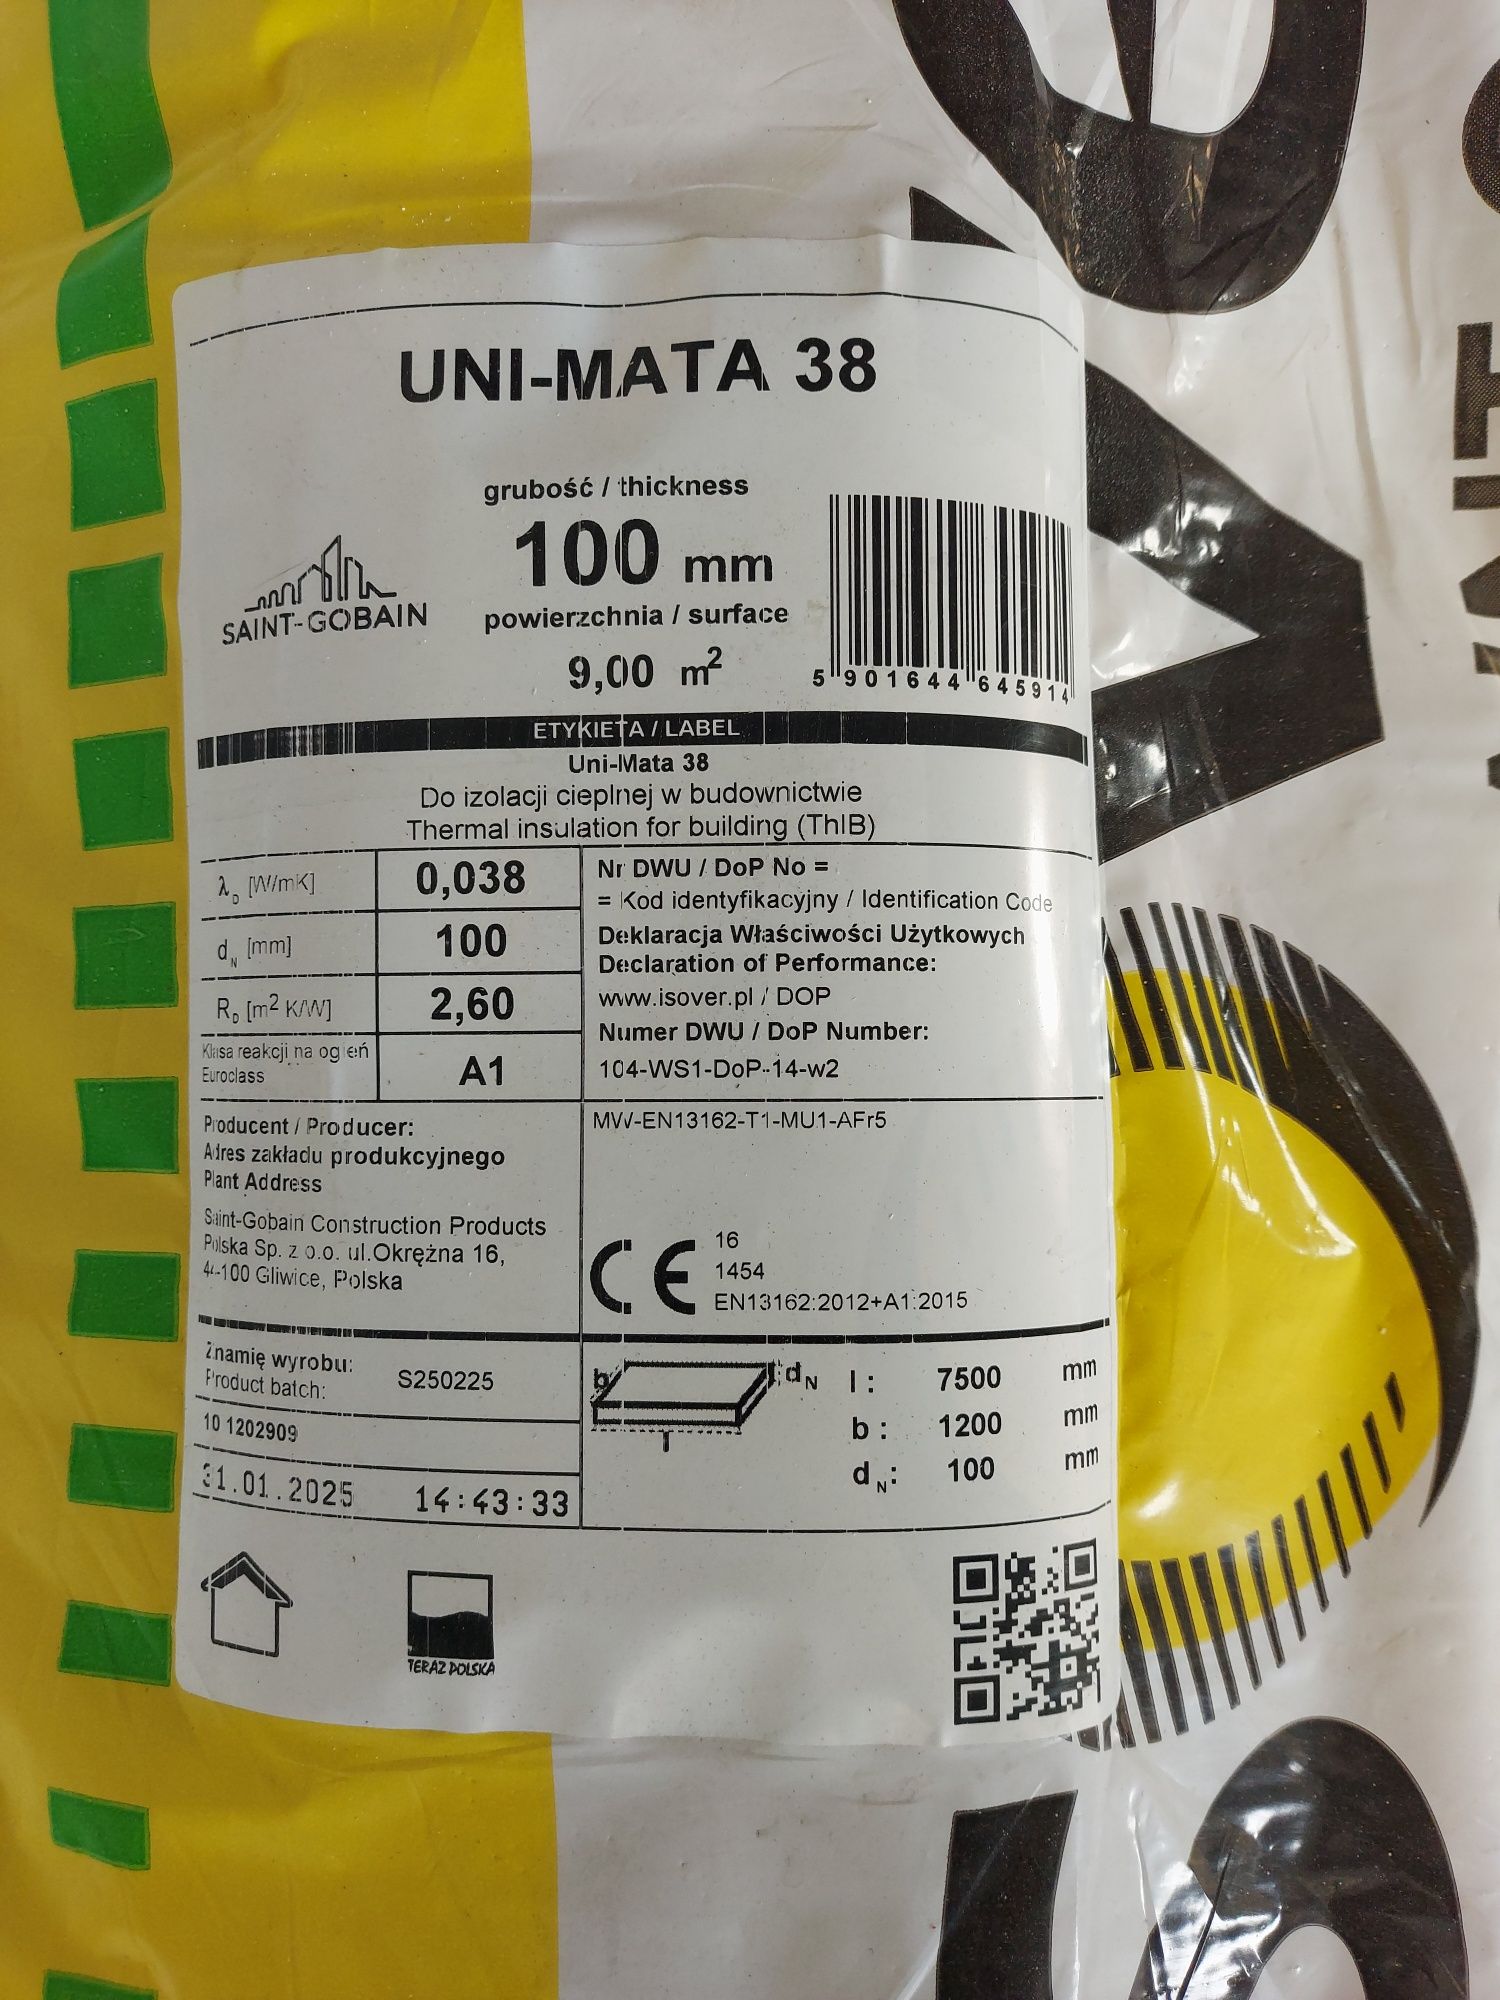 UNI-MATA 38
grubość / thickness
100 mm
powierzchnia / surface
9,00 m²
SAINT-GOBAIN
5 901644 645914
ETYKIETA / LABEL
Uni-Mata 38
Do izolacji cieplnej w budownictwie
Thermal insulation for building (ThIB)
λD [W/mK] 0,038
dN [mm] 100
RD [m² K/W] 2,60
Klasa reakcji na ogień
Euroclass
A1
Nr DWU / DoP No =
= Kod identyfikacyjny / Identification Code
Deklaracja Właściwości Użytkowych
Declaration of Performance:
www.isover.pl / DOP
Numer DWU / DoP Number:
104-WS1-DoP-14-w2
Producent / Producer:
Adres zakładu produkcyjnego
Plant Address
Saint-Gobain Construction Products
Polska Sp. z o.o. ul.Okrężna 16,
44-100 Gliwice, Polska
MW-EN13162-T1-MU1-AFr5
CE
16
1454
EN13162:2012+A1:2015
Znamię wyrobu:
Product batch:
S250225
10 1202909
31.01.2025 14:43:33
b dN
l
l: 7500 mm
b: 1200 mm
dN: 100 mm
TERAZ POLSKA